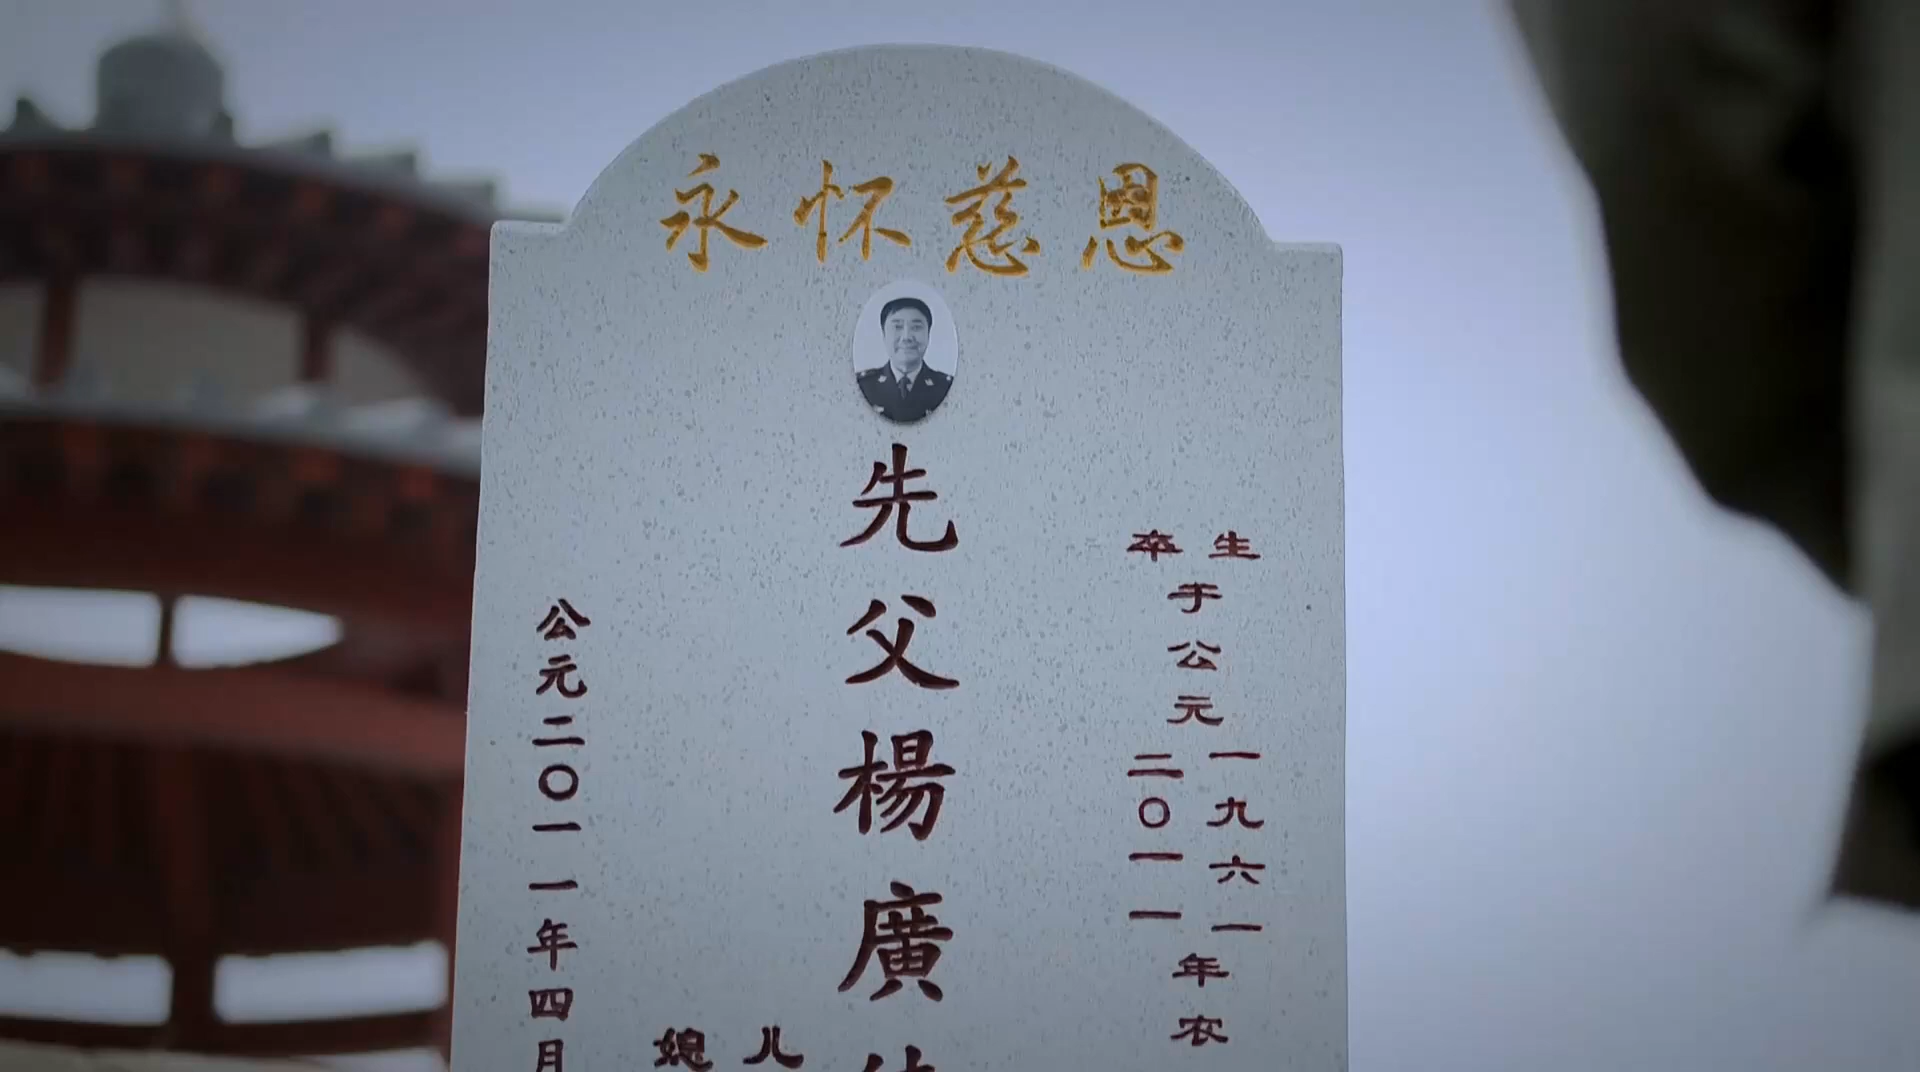 永怀慈恩
生卒于公元一九六一二〇一一年农
先父楊廣
儿
媳
公元二〇一一年四月